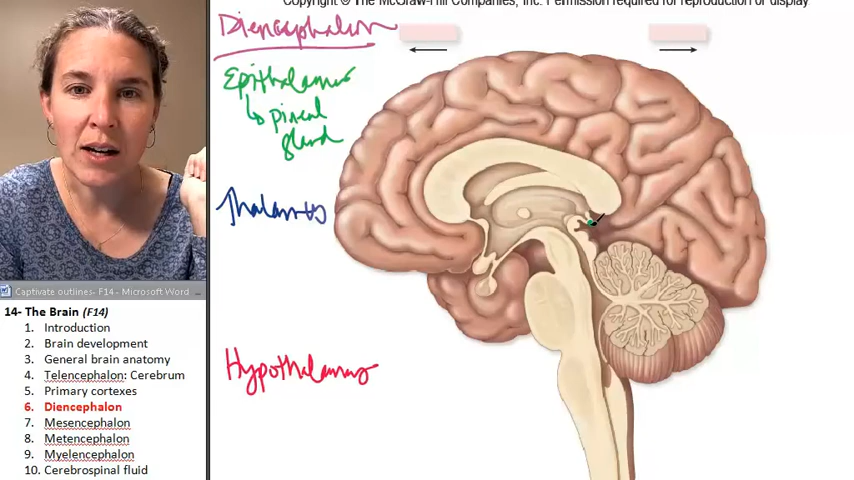 Copyright © The McGraw-Hill Companies, Inc. Permission required for reproduction or display
Diencephalon
Epithalamus
↳ pineal
gland
Thalamus
Hypothalamus
Captivate outlines- F14 - Microsoft Word
14- The Brain (F14)
1. Introduction
2. Brain development
3. General brain anatomy
4. Telencephalon: Cerebrum
5. Primary cortexes
6. Diencephalon
7. Mesencephalon
8. Metencephalon
9. Myelencephalon
10. Cerebrospinal fluid